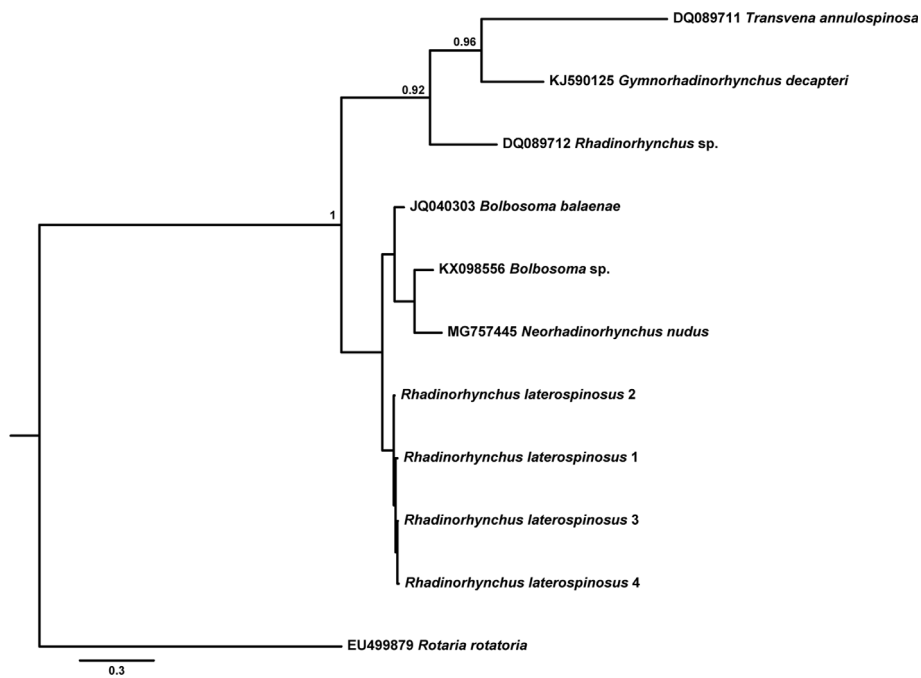 DQ089711 Transvena annulospinosa
0.96
KJ590125 Gymnorhadinorhynchus decapteri
0.92
DQ089712 Rhadinorhynchus sp.
JQ040303 Bolbosoma balaenae
1
KX098556 Bolbosoma sp.
MG757445 Neorhadinorhynchus nudus
Rhadinorhynchus laterospinosus 2
Rhadinorhynchus laterospinosus 1
Rhadinorhynchus laterospinosus 3
Rhadinorhynchus laterospinosus 4
EU499879 Rotaria rotatoria
0.3